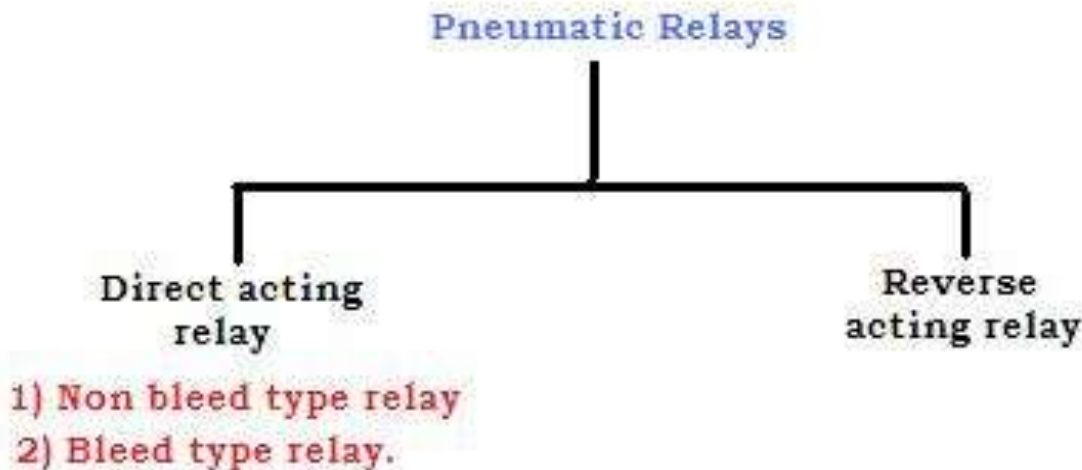 Pneumatic Relays
Direct acting
relay
1) Non bleed type relay
2) Bleed type relay.
Reverse
acting relay